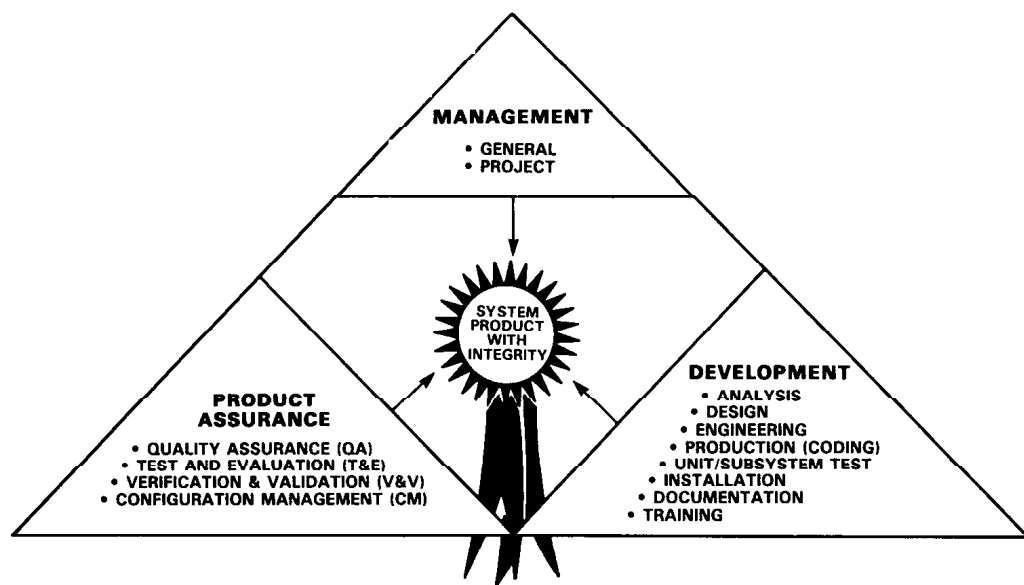 MANAGEMENT
• GENERAL
• PROJECT
SYSTEM
PRODUCT
WITH
INTEGRITY
PRODUCT
ASSURANCE
• QUALITY ASSURANCE (QA)
• TEST AND EVALUATION (T&E)
• VERIFICATION & VALIDATION (V&V)
• CONFIGURATION MANAGEMENT (CM)
DEVELOPMENT
• ANALYSIS
• DESIGN
• ENGINEERING
• PRODUCTION (CODING)
• UNIT/SUBSYSTEM TEST
• INSTALLATION
• DOCUMENTATION
• TRAINING